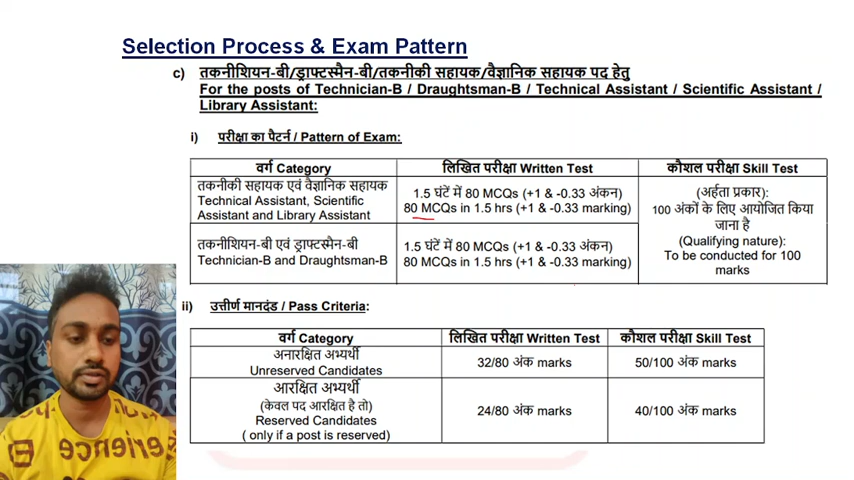 Selection Process & Exam Pattern
c) तकनीशियन-बी/ड्राफ्टस्मैन-बी/तकनीकी सहायक/वैज्ञानिक सहायक पद हेतु
For the posts of Technician-B / Draughtsman-B / Technical Assistant / Scientific Assistant /
Library Assistant:
i) परीक्षा का पैटर्न / Pattern of Exam:
वर्ग Category
लिखित परीक्षा Written Test
कौशल परीक्षा Skill Test
तकनीकी सहायक एवं वैज्ञानिक सहायक
Technical Assistant, Scientific
Assistant and Library Assistant
1.5 घंटें में 80 MCQs (+1 & -0.33 अंकन)
80 MCQs in 1.5 hrs (+1 & -0.33 marking)
(अर्हता प्रकार):
100 अंकों के लिए आयोजित किया
जाना है
(Qualifying nature):
To be conducted for 100
marks
तकनीशियन-बी एवं ड्राफ्टस्मैन-बी
Technician-B and Draughtsman-B
1.5 घंटें में 80 MCQs (+1 & -0.33 अंकन)
80 MCQs in 1.5 hrs (+1 & -0.33 marking)
ii) उत्तीर्ण मानदंड / Pass Criteria:
वर्ग Category
लिखित परीक्षा Written Test
कौशल परीक्षा Skill Test
अनारक्षित अभ्यर्थी
Unreserved Candidates
32/80 अंक marks
50/100 अंक marks
आरक्षित अभ्यर्थी
(केवल पद आरक्षित है तो)
Reserved Candidates
( only if a post is reserved)
24/80 अंक marks
40/100 अंक marks